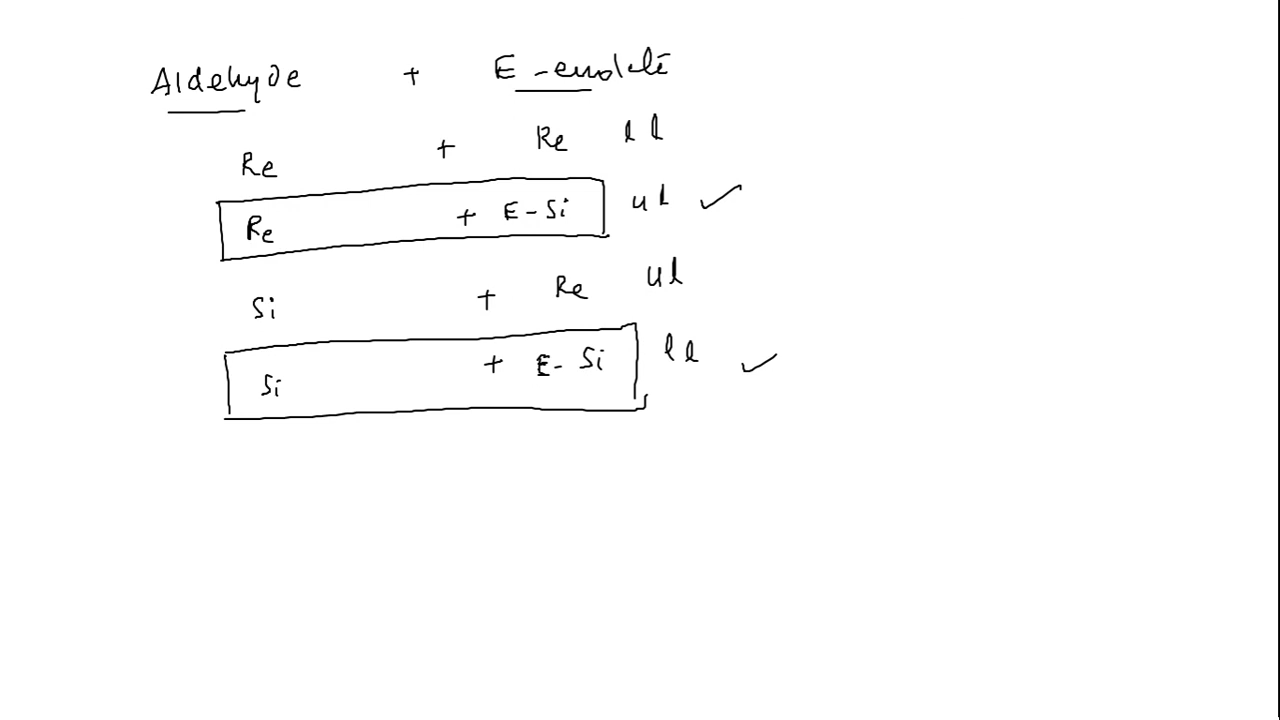 Aldehyde + E-enolate
Re + Re ll
Re + E-Si ul ✓
Si + Re ul
Si + E-Si ll ✓